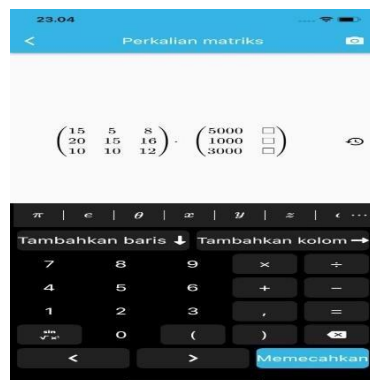 23.04
< Perkalian matriks
15 5 8 5000 □
20 15 16 · 1000 □
10 10 12 3000 □
π | e | θ | x | y | z | ‹ ···
Tambahkan baris ↓ Tambahkan kolom →
7 8 9 × ÷
4 5 6 + −
1 2 3 , =
sin 0 ( )
< > Memecahkan